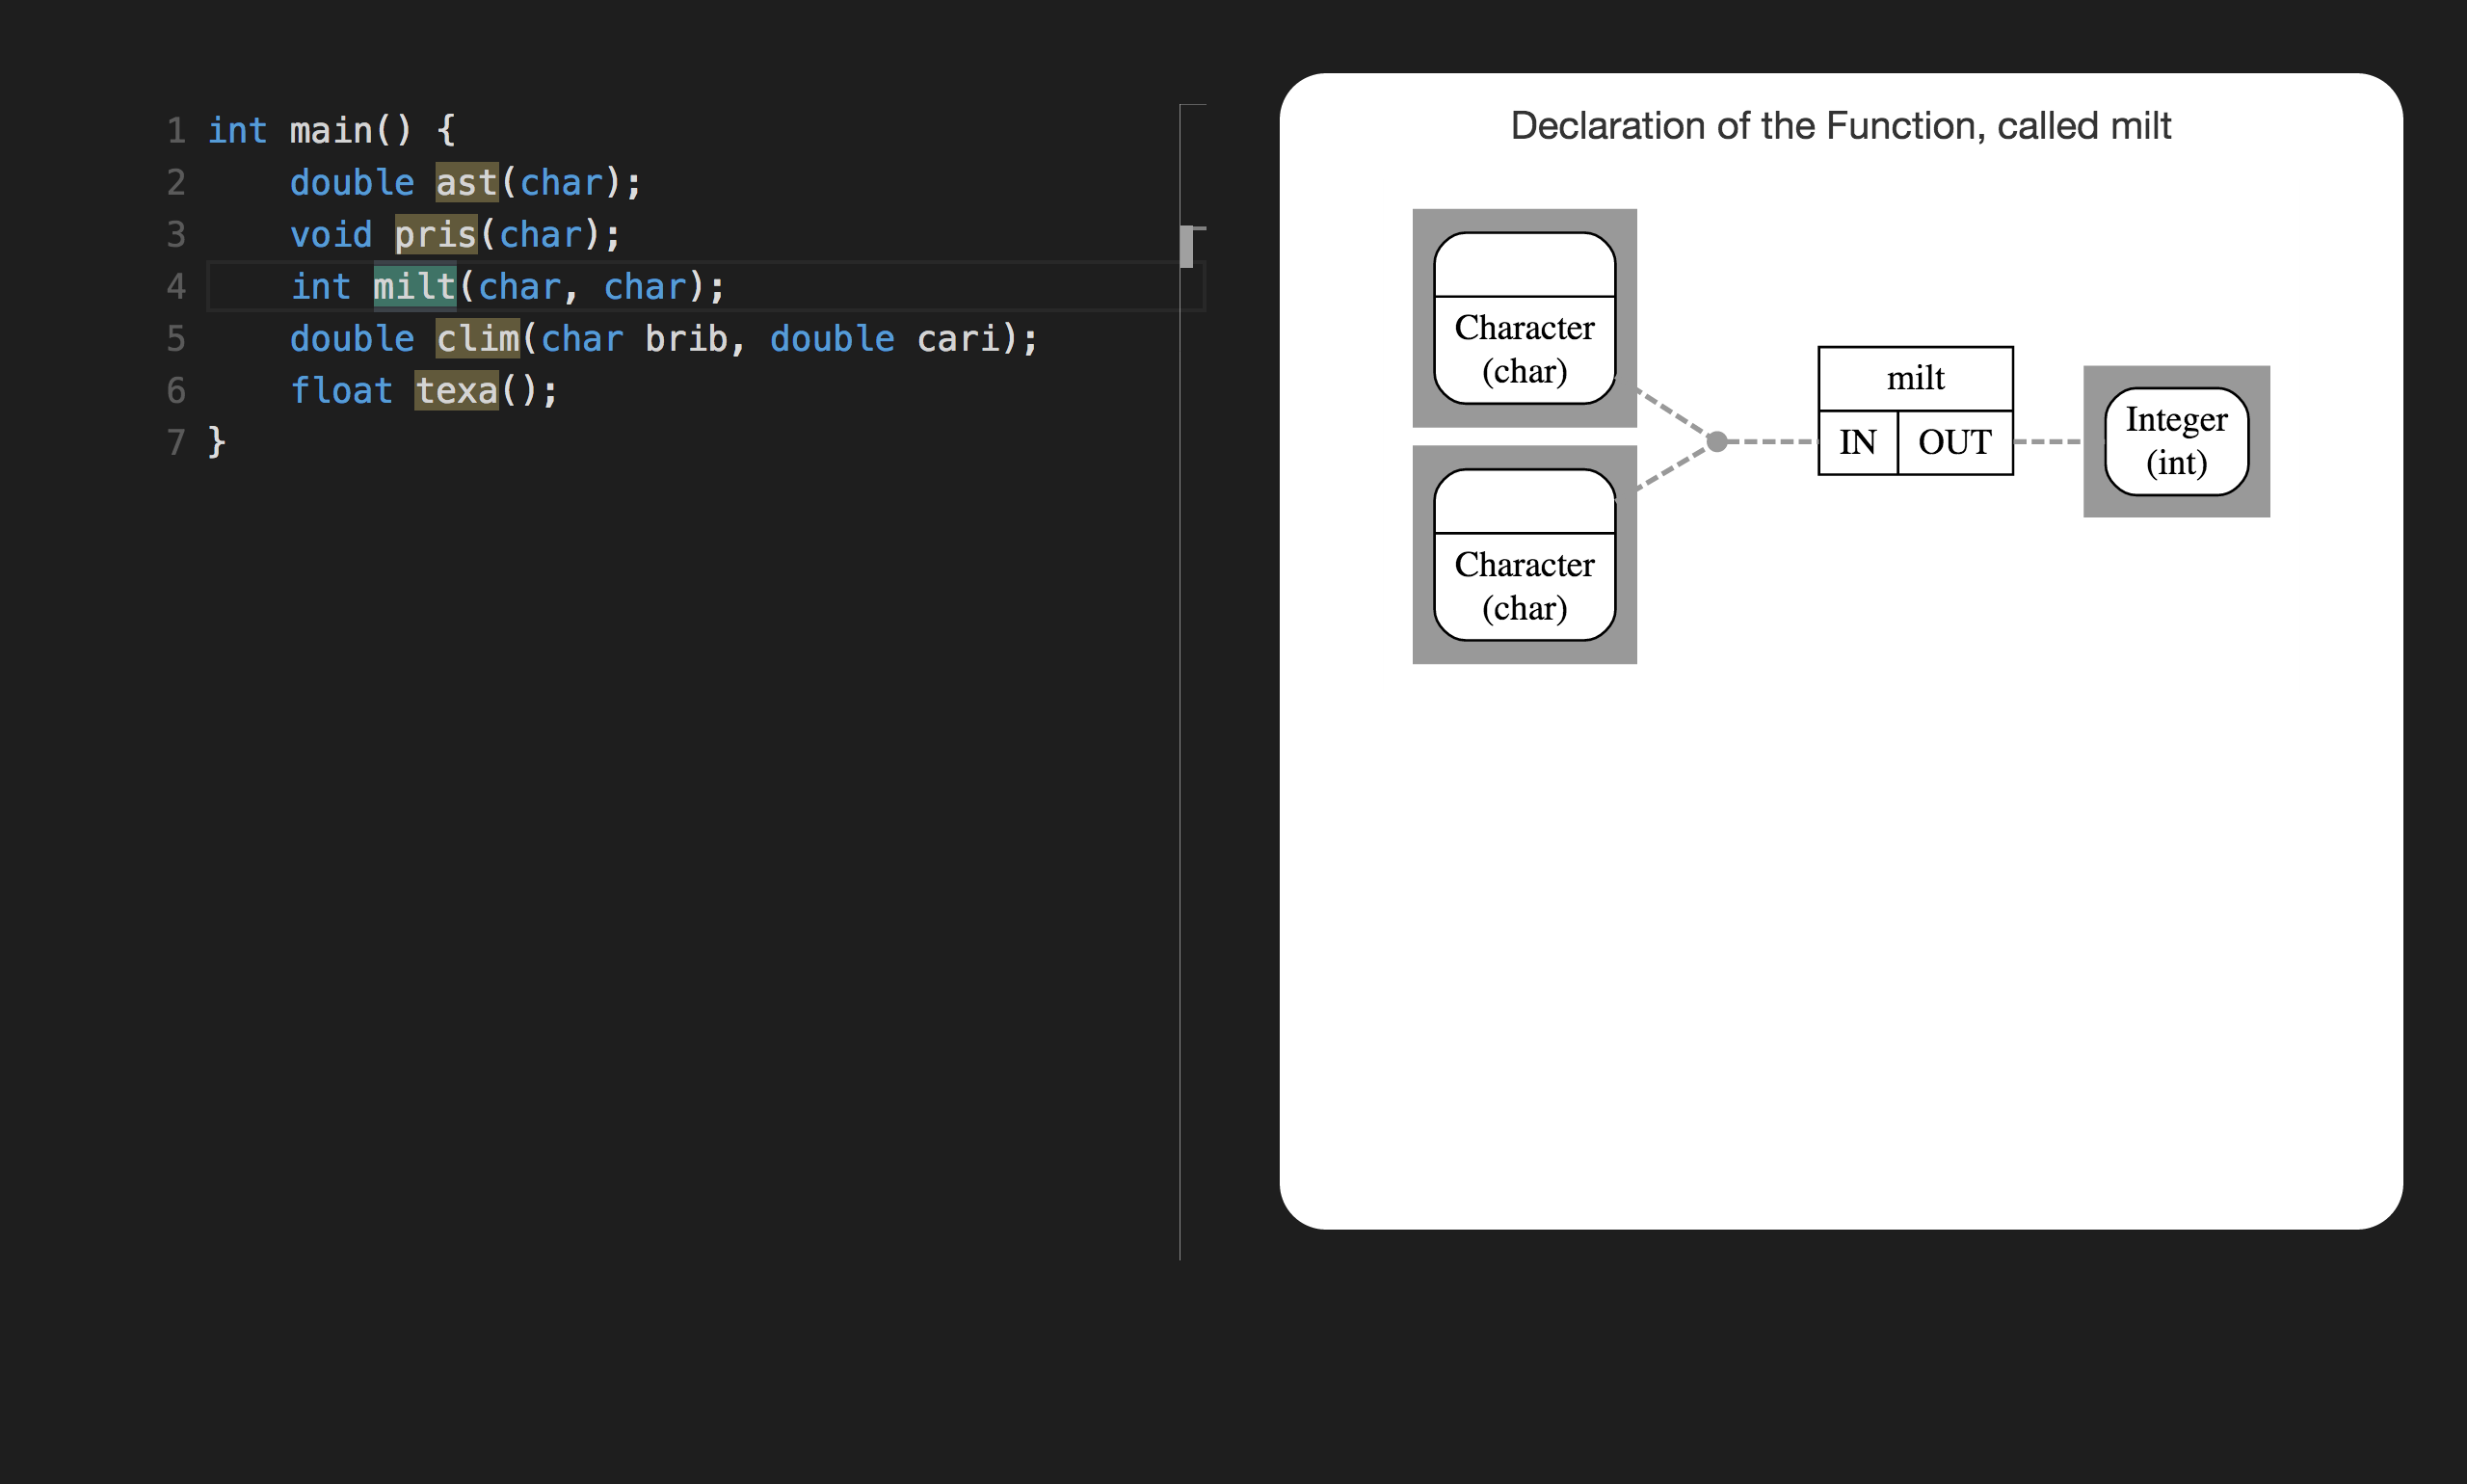 1 int main() {
2     double ast(char);
3     void pris(char);
4     int milt(char, char);
5     double clim(char brib, double cari);
6     float texa();
7 }
Declaration of the Function, called milt
Character
(char)
Character
(char)
milt
IN OUT
Integer
(int)